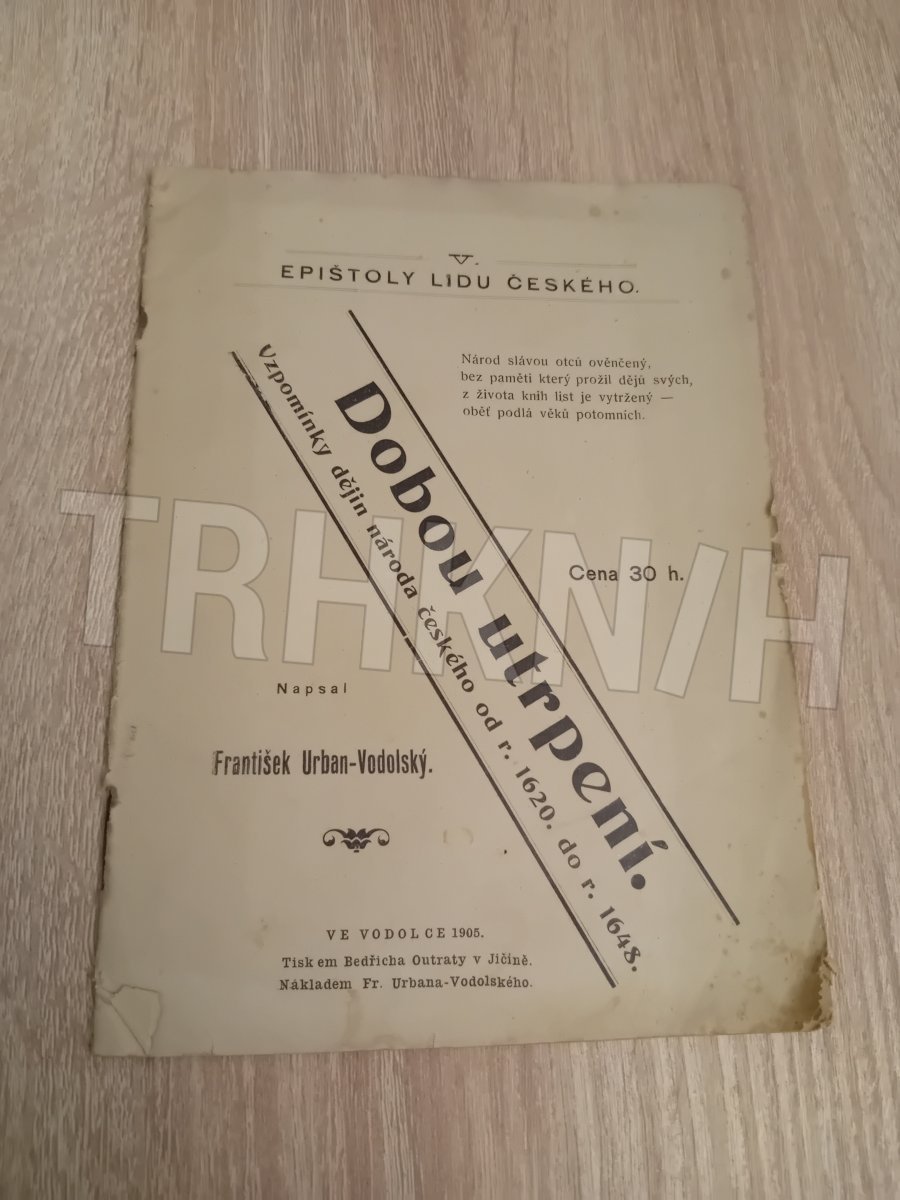 V.
EPIŠTOLY LIDU ČESKÉHO.
Národ slávou otců ověnčený,
bez paměti který prožil dějů svých,
z života knih list je vytržený —
oběť podlá věků potomních.
Dobou utrpení.
Vzpomínky dějin národa českého od r. 1620. do r. 1648.
Cena 30 h.
TRHKNIH
Napsal
František Urban-Vodolský.
VE VODOLCE 1905.
Tiskem Bedřicha Outraty v Jičíně.
Nákladem Fr. Urbana-Vodolského.